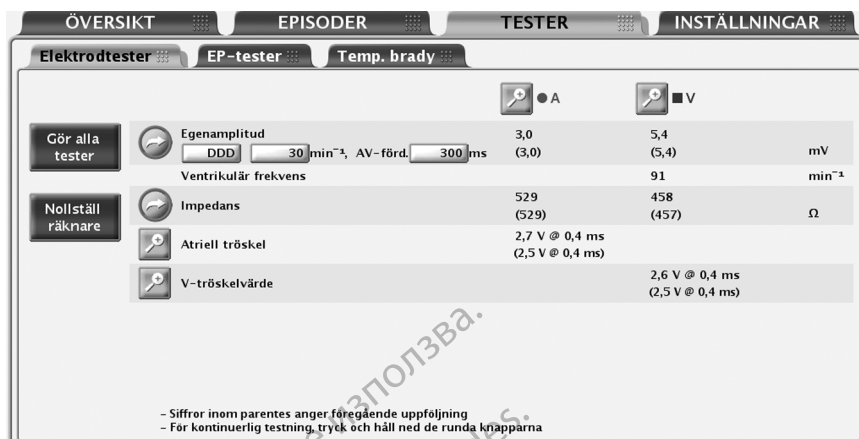 ÖVERSIKT EPISODER TESTER INSTÄLLNINGAR
Elektrodtester EP-tester Temp. brady
A V
Gör alla tester
Egenamplitud 3,0 5,4
DDD 30 min⁻¹, AV-förd. 300 ms (3,0) (5,4) mV
Ventrikulär frekvens 91 min⁻¹
Nollställ räknare
Impedans 529 458
(529) (457) Ω
Atriell tröskel 2,7 V @ 0,4 ms
(2,5 V @ 0,4 ms)
V-tröskelvärde 2,6 V @ 0,4 ms
(2,5 V @ 0,4 ms)
използва.
- Siffror inom parentes anger föregående uppföljning
- För kontinuerlig testning, tryck och håll ned de runda knapparna